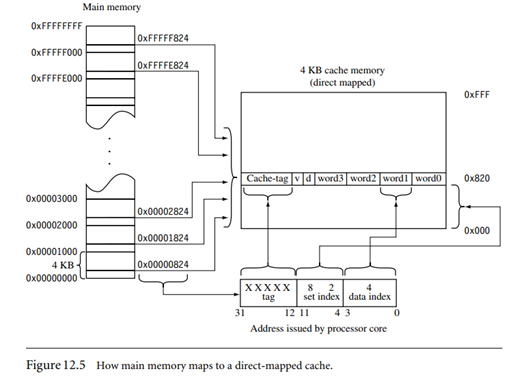 Main memory
0xFFFFFFFF
0xFFFFF824
0xFFFFF000
0xFFFFE824
0xFFFFE000
4 KB cache memory
(direct mapped)
0xFFF
Cache-tag v d word3 word2 word1 word0
0x820
0x00003000
0x00002824
0x00002000
0x00001824
0x000
0x00001000
4 KB
0x00000824
0x00000000
X X X X X 8 2 4
tag set index data index
31 12 11 4 3 0
Address issued by processor core
Figure 12.5 How main memory maps to a direct-mapped cache.